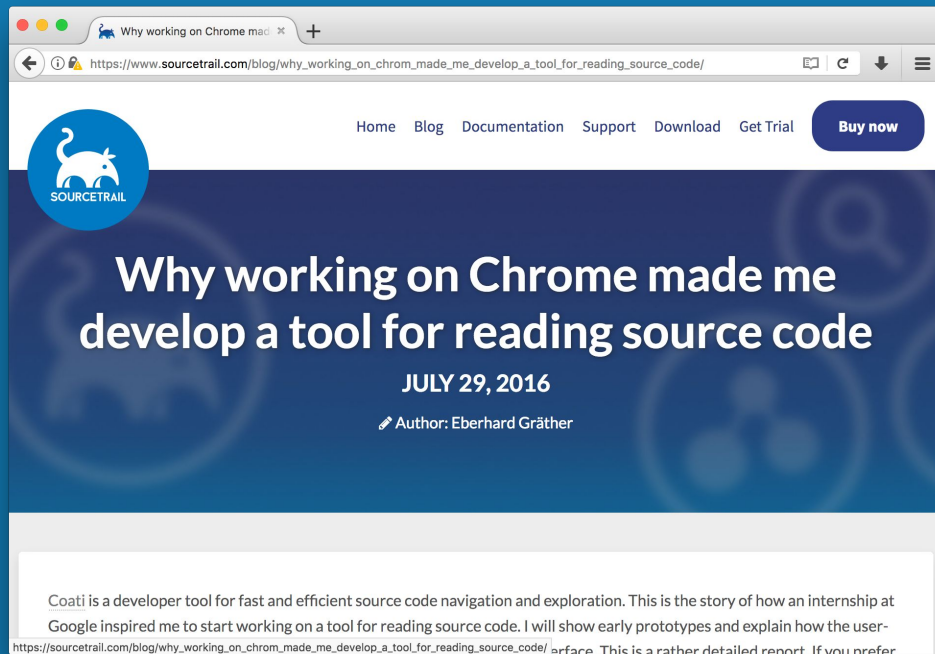 Why working on Chrome mad
https://www.sourcetrail.com/blog/why_working_on_chrom_made_me_develop_a_tool_for_reading_source_code/
SOURCETRAIL
Home Blog Documentation Support Download Get Trial Buy now
Why working on Chrome made me
develop a tool for reading source code
JULY 29, 2016
Author: Eberhard Gräther
Coati is a developer tool for fast and efficient source code navigation and exploration. This is the story of how an internship at
Google inspired me to start working on a tool for reading source code. I will show early prototypes and explain how the user-
https://sourcetrail.com/blog/why_working_on_chrom_made_me_develop_a_tool_for_reading_source_code/ erface. This is a rather detailed report. If you prefer